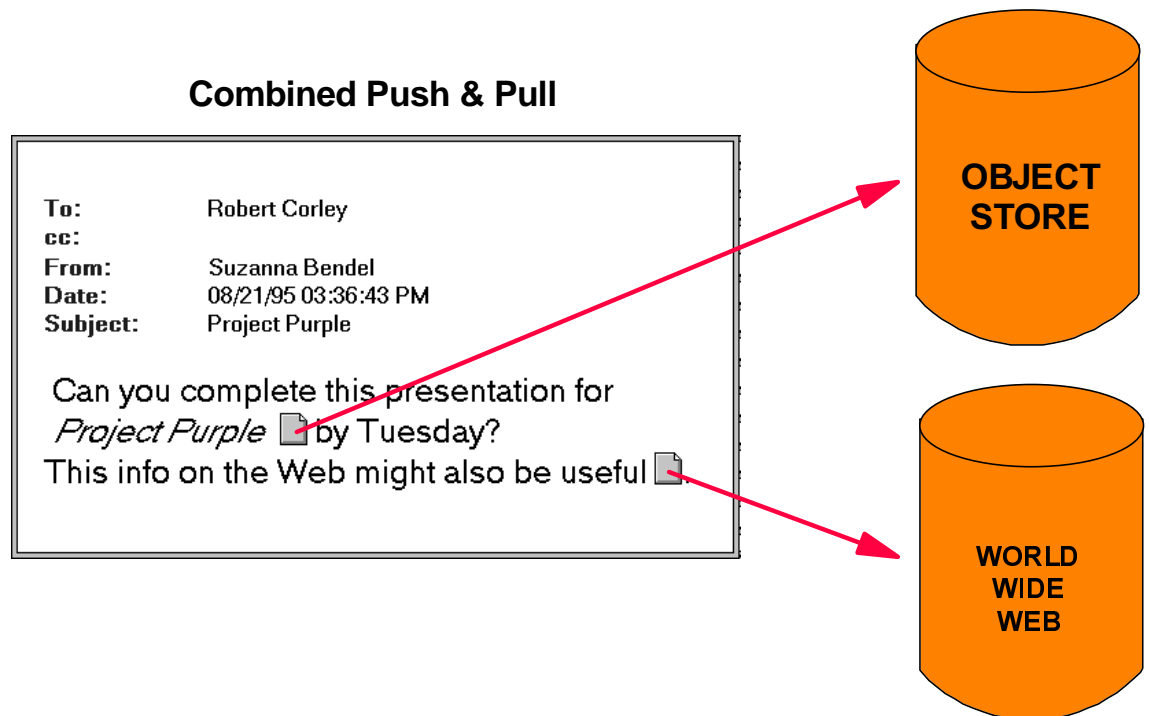 Combined Push & Pull
To: Robert Corley
cc:
From: Suzanna Bendel
Date: 08/21/95 03:36:43 PM
Subject: Project Purple
Can you complete this presentation for
Project Purple by Tuesday?
This info on the Web might also be useful .
OBJECT
STORE
WORLD
WIDE
WEB